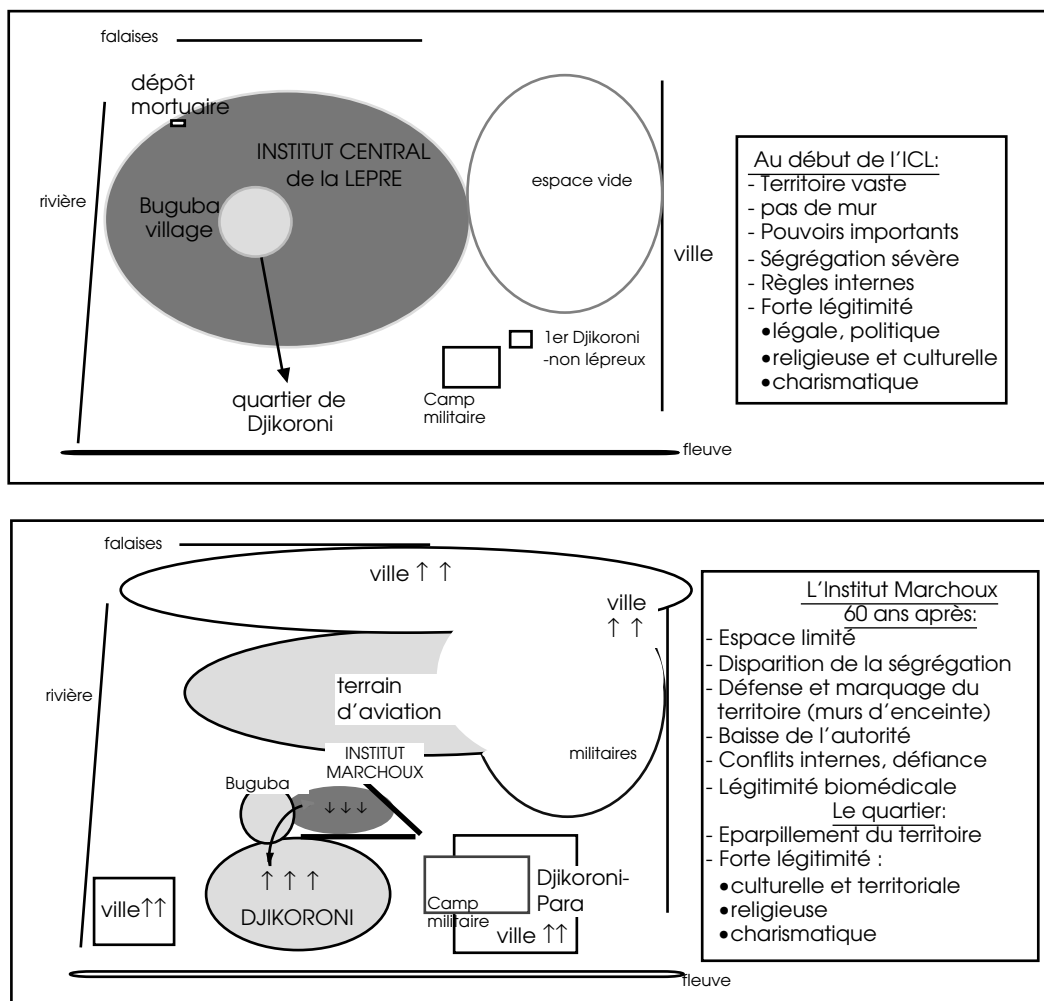 falaises
dépôt
mortuaire
INSTITUT CENTRAL
de la LEPRE
espace vide
rivière
Buguba
village
ville
1er Djikoroni
-non lépreux
quartier de
Djikoroni
Camp
militaire
fleuve
Au début de l'ICL:
- Territoire vaste
- pas de mur
- Pouvoirs importants
- Ségrégation sévère
- Règles internes
- Forte légitimité
•légale, politique
•religieuse et culturelle
•charismatique
falaises
ville ↑ ↑
ville
↑ ↑
rivière
terrain
d'aviation
militaires
INSTITUT
MARCHOUX
Buguba
↓ ↓ ↓
↑ ↑ ↑
DJIKORONI
ville↑↑
Camp
militaire
Djikoroni-
Para
ville ↑↑
fleuve
L'Institut Marchoux
60 ans après:
- Espace limité
- Disparition de la ségrégation
- Défense et marquage du
territoire (murs d'enceinte)
- Baisse de l'autorité
- Conflits internes, défiance
- Légitimité biomédicale
Le quartier:
- Eparpillement du territoire
- Forte légitimité :
•culturelle et territoriale
•religieuse
•charismatique